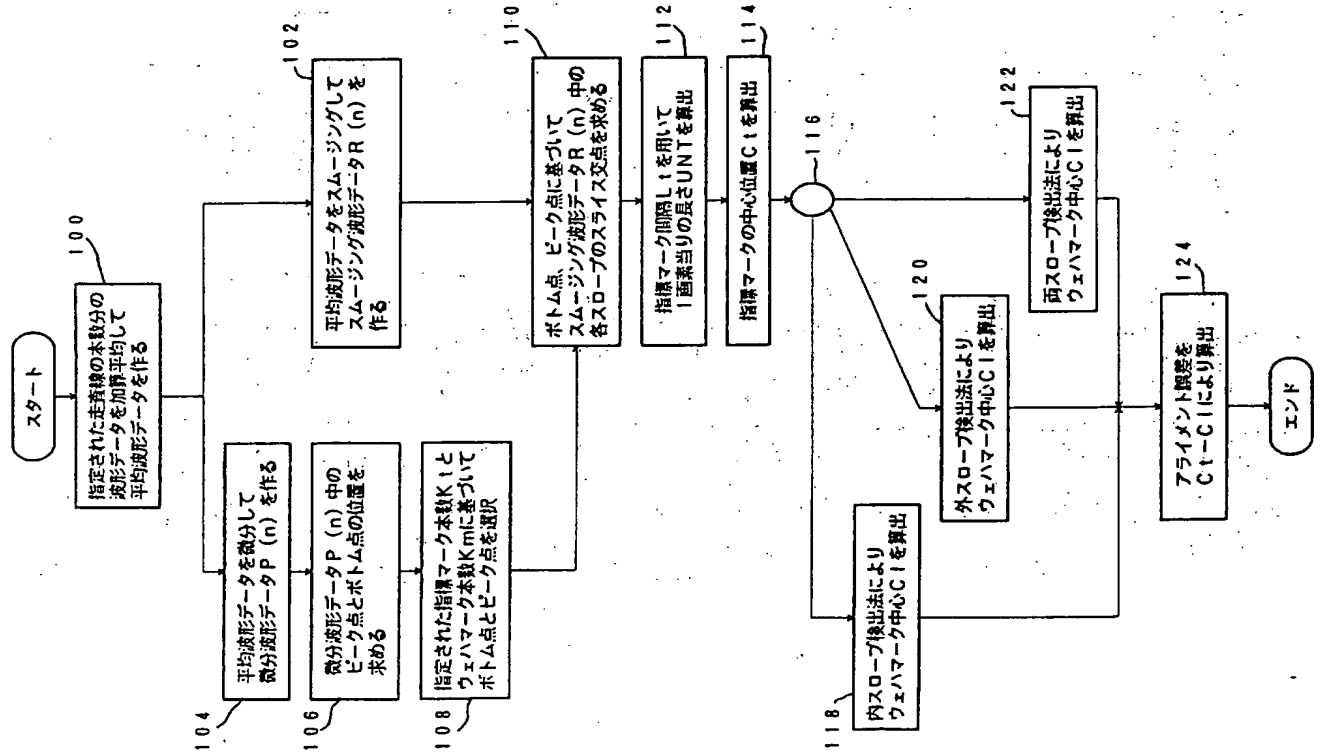 スタート
100
指定された走査線の本数分の
波形データを加算平均して
平均波形データを作る
102
平均波形データをスムージングして
スムージング波形データR(n)を
作る
104
平均波形データを微分して
微分波形データP(n)を作る
106
微分波形データP(n)中の
ピーク点とボトム点の位置を
求める
108
指定された指標マーク本数Ktと
ウェハマーク本数Kmに基づいて
ボトム点とピーク点を選択
110
ボトム点、ピーク点に基づいて
スムージング波形データR(n)中の
各スロープのスライス交点を求める
112
指標マーク間隔Ltを用いて
1画素当りの長さUNTを算出
114
指標マークの中心位置Ctを算出
116
118
内スロープ検出法により
ウェハマーク中心Clを算出
120
外スロープ検出法により
ウェハマーク中心Clを算出
122
両スロープ検出法により
ウェハマーク中心Clを算出
124
アライメント誤差を
Ct-Clにより算出
エンド